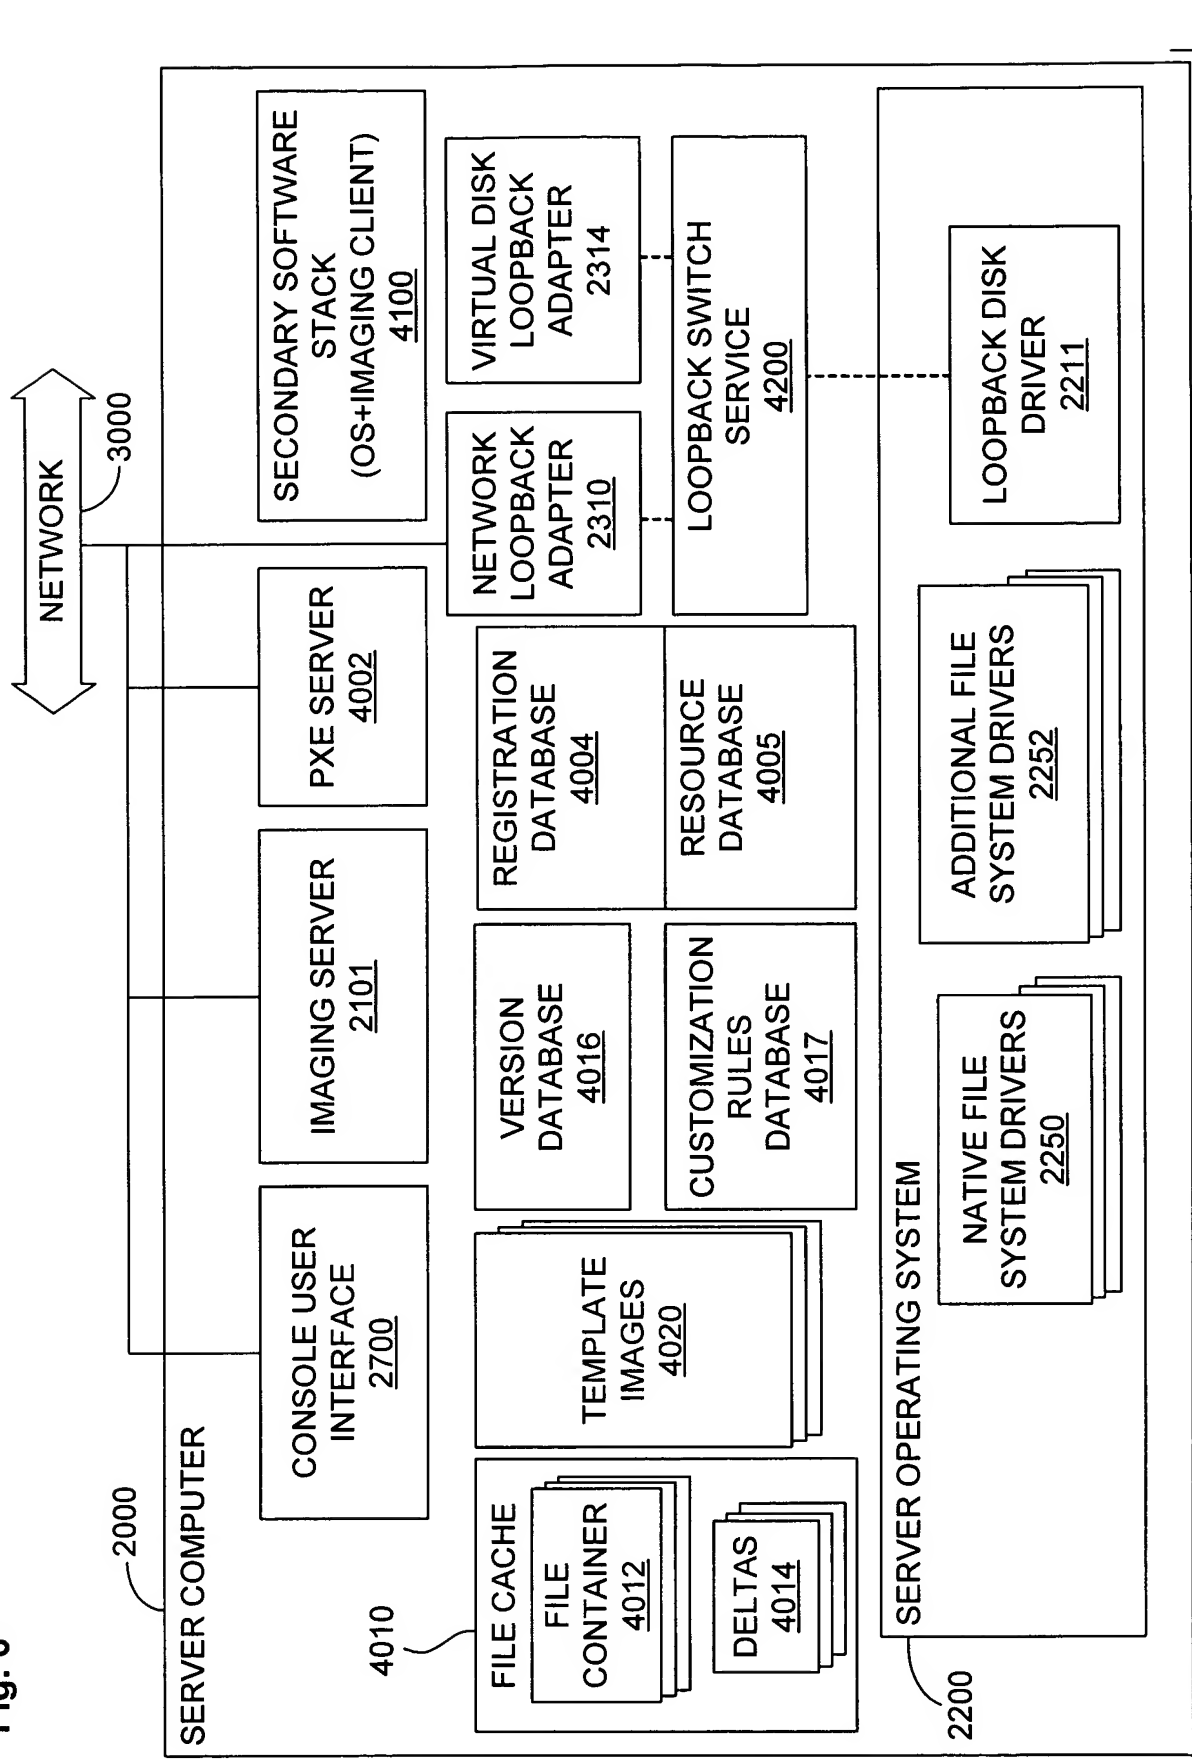 NETWORK
3000
2000
SERVER COMPUTER
CONSOLE USER
INTERFACE
2700
IMAGING SERVER
2101
PXE SERVER
4002
SECONDARY SOFTWARE
STACK
(OS+IMAGING CLIENT)
4100
4010
FILE CACHE
FILE
CONTAINER
4012
DELTAS
4014
TEMPLATE
IMAGES
4020
VERSION
DATABASE
4016
CUSTOMIZATION
RULES
DATABASE
4017
REGISTRATION
DATABASE
4004
RESOURCE
DATABASE
4005
NETWORK
LOOPBACK
ADAPTER
2310
VIRTUAL DISK
LOOPBACK
ADAPTER
2314
LOOPBACK SWITCH
SERVICE
4200
2200
SERVER OPERATING SYSTEM
NATIVE FILE
SYSTEM DRIVERS
2250
ADDITIONAL FILE
SYSTEM DRIVERS
2252
LOOPBACK DISK
DRIVER
2211